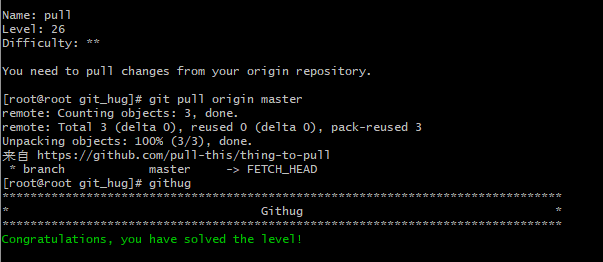 Name: pull
Level: 26
Difficulty: **
You need to pull changes from your origin repository.
[root@root git_hug]# git pull origin master
remote: Counting objects: 3, done.
remote: Total 3 (delta 0), reused 0 (delta 0), pack-reused 3
Unpacking objects: 100% (3/3), done.
来自 https://github.com/pull-this/thing-to-pull
 * branch            master     -> FETCH_HEAD
[root@root git_hug]# githug
********************************************************************************
*                                    Githug                                    *
********************************************************************************
Congratulations, you have solved the level!